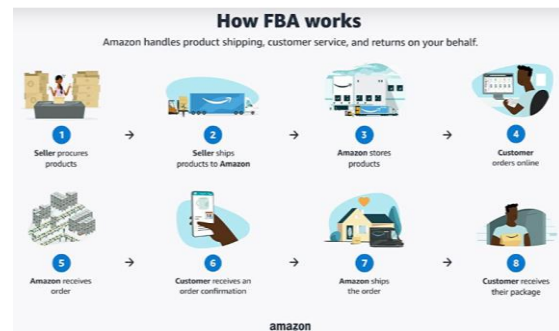 How FBA works
Amazon handles product shipping, customer service, and returns on your behalf.
1
Seller procures
products
2
Seller ships
products to Amazon
3
Amazon stores
products
4
Customer
orders online
5
Amazon receives
order
6
Customer receives an
order confirmation
7
Amazon ships
the order
8
Customer receives
their package
amazon